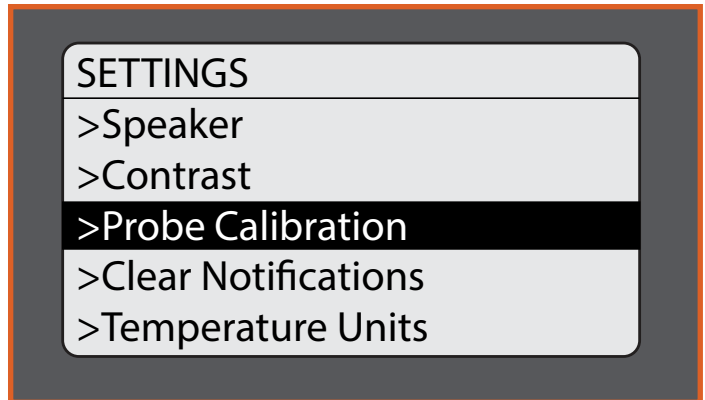 SETTINGS
>Speaker
>Contrast
>Probe Calibration
>Clear Notifications
>Temperature Units